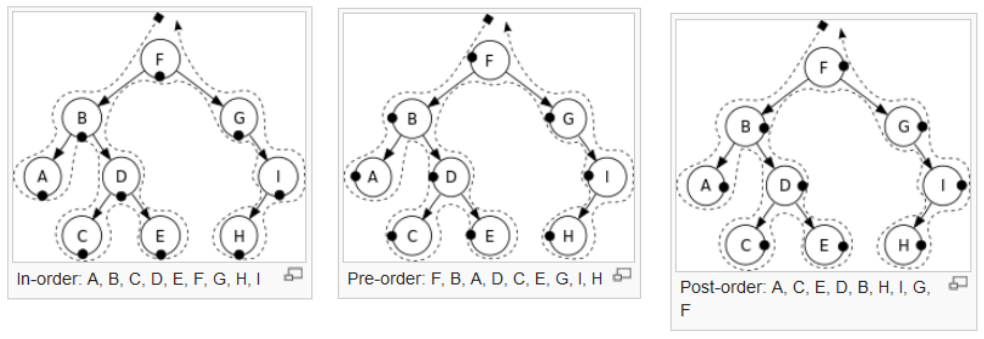 F
B
G
A
D
I
C
E
H
In-order: A, B, C, D, E, F, G, H, I
F
B
G
A
D
I
C
E
H
Pre-order: F, B, A, D, C, E, G, I, H
F
B
G
A
D
I
C
E
H
Post-order: A, C, E, D, B, H, I, G,
F